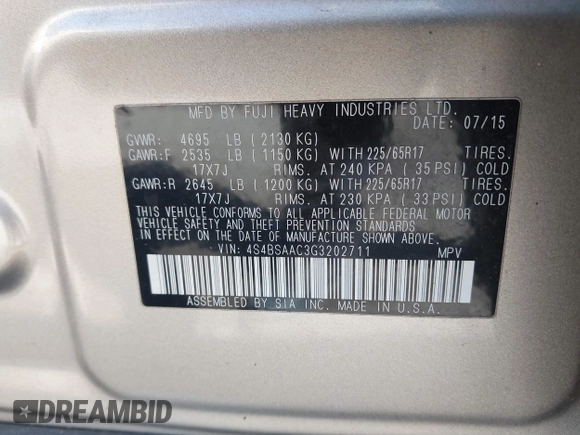 MFD BY FUJI HEAVY INDUSTRIES LTD.
DATE: 07/15
GVWR: 4695 LB ( 2130 KG)
GAWR:F 2535 LB ( 1150 KG) WITH 225/65R17 TIRES.
17X7J RIMS. AT 240 KPA ( 35 PSI) COLD
GAWR:R 2645 LB ( 1200 KG) WITH 225/65R17 TIRES.
17X7J RIMS. AT 230 KPA ( 33 PSI) COLD
THIS VEHICLE CONFORMS TO ALL APPLICABLE FEDERAL MOTOR
VEHICLE SAFETY AND BUMPER STANDARDS
IN EFFECT ON THE DATE OF MANUFACTURE SHOWN ABOVE.
VIN: 4S4BSAAC3G3202711 MPV
ASSEMBLED BY SIA INC. MADE IN U.S.A.
DREAMBID